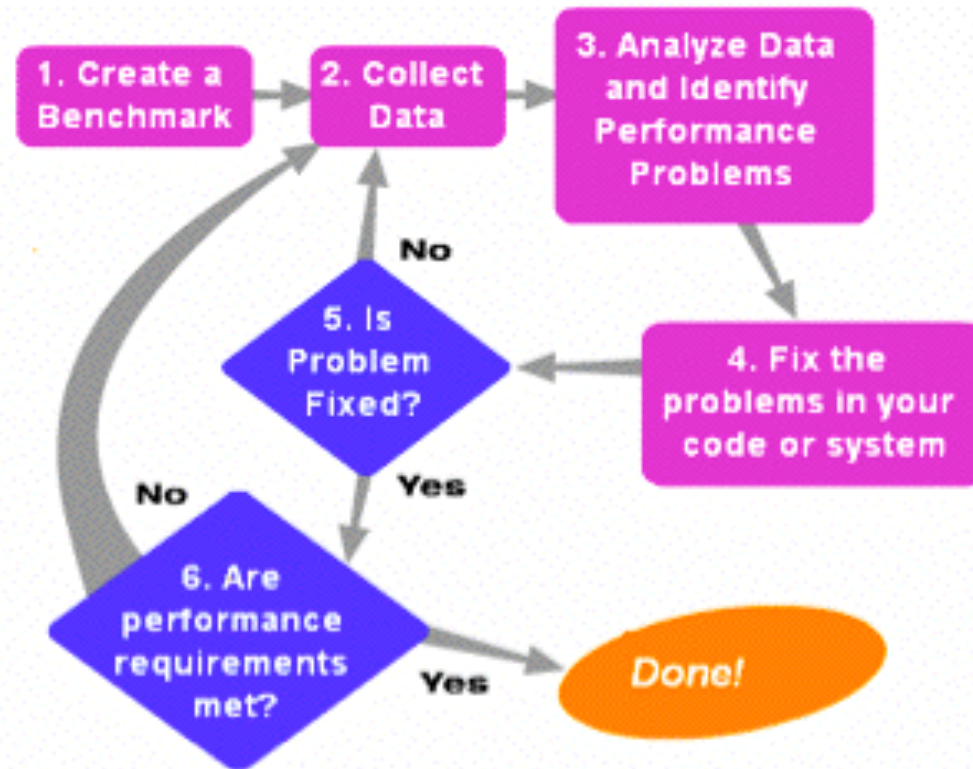 1. Create a
Benchmark
2. Collect
Data
3. Analyze Data
and Identify
Performance
Problems
4. Fix the
problems in your
code or system
5. Is
Problem
Fixed?
No
Yes
6. Are
performance
requirements
met?
No
Yes
Done!